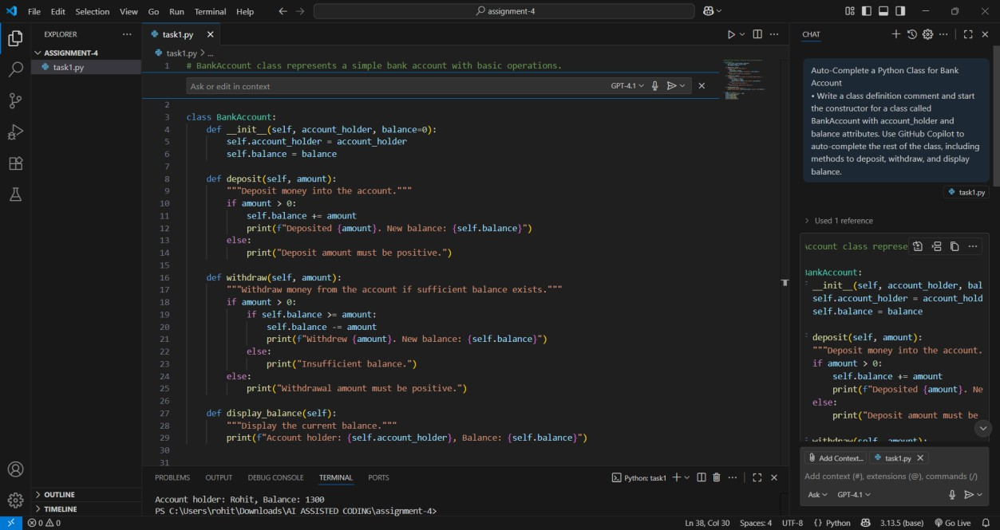 File Edit Selection View Go Run Terminal Help
assignment-4
EXPLORER
ASSIGNMENT-4
task1.py
OUTLINE
TIMELINE
task1.py
task1.py > ...
1 # BankAccount class represents a simple bank account with basic operations.
Ask or edit in context GPT-4.1
2
3 class BankAccount:
4     def __init__(self, account_holder, balance=0):
5         self.account_holder = account_holder
6         self.balance = balance
7
8     def deposit(self, amount):
9         """Deposit money into the account."""
10         if amount > 0:
11             self.balance += amount
12             print(f"Deposited {amount}. New balance: {self.balance}")
13         else:
14             print("Deposit amount must be positive.")
15
16     def withdraw(self, amount):
17         """Withdraw money from the account if sufficient balance exists."""
18         if amount > 0:
19             if self.balance >= amount:
20                 self.balance -= amount
21                 print(f"Withdrew {amount}. New balance: {self.balance}")
22             else:
23                 print("Insufficient balance.")
24         else:
25             print("Withdrawal amount must be positive.")
26
27     def display_balance(self):
28         """Display the current balance."""
29         print(f"Account holder: {self.account_holder}, Balance: {self.balance}")
30
31
PROBLEMS OUTPUT DEBUG CONSOLE TERMINAL PORTS
Python: task1
Account holder: Rohit, Balance: 1300
PS C:\Users\rohit\Downloads\AI ASSISTED CODING\assignment-4>
CHAT
Auto-Complete a Python Class for Bank
Account
• Write a class definition comment and start
the constructor for a class called
BankAccount with account_holder and
balance attributes. Use GitHub Copilot to
auto-complete the rest of the class, including
methods to deposit, withdraw, and display
balance.
task1.py
Used 1 reference
Account class represe
BankAccount:
__init__(self, account_holder, bal
self.account_holder = account_hold
self.balance = balance
deposit(self, amount):
"""Deposit money into the account.
if amount > 0:
self.balance += amount
print(f"Deposited {amount}. Ne
else:
print("Deposit amount must be
withdraw(self, amount):
Add Context... task1.py
Add context (#), extensions (@), commands (/)
Ask GPT-4.1
0 0 Ln 38, Col 30 Spaces: 4 UTF-8 {} Python 3.13.5 (base) Go Live